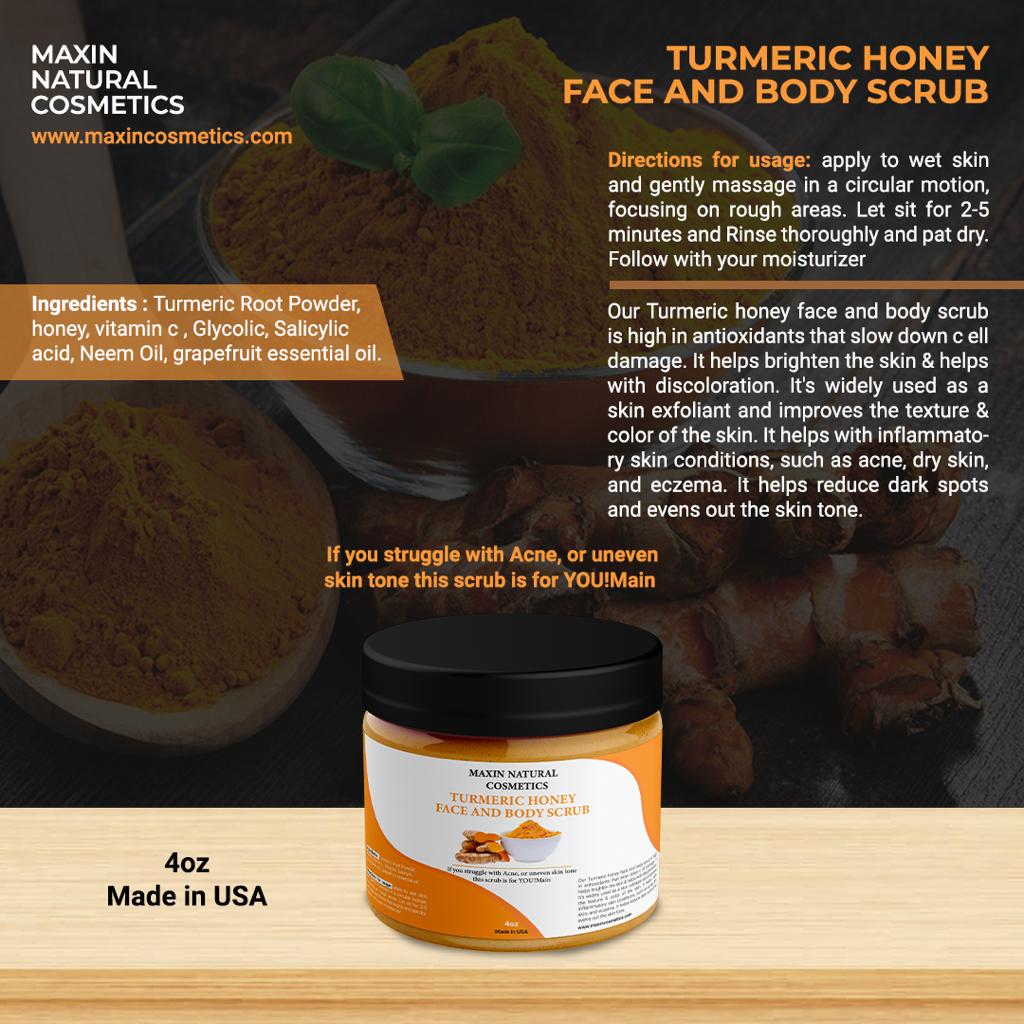 MAXIN
NATURAL
COSMETICS
www.maxincosmetics.com
TURMERIC HONEY
FACE AND BODY SCRUB
Directions for usage: apply to wet skin
and gently massage in a circular motion,
focusing on rough areas. Let sit for 2-5
minutes and Rinse thoroughly and pat dry.
Follow with your moisturizer
Ingredients : Turmeric Root Powder,
honey, vitamin c , Glycolic, Salicylic
acid, Neem Oil, grapefruit essential oil.
Our Turmeric honey face and body scrub
is high in antioxidants that slow down c ell
damage. It helps brighten the skin & helps
with discoloration. It's widely used as a
skin exfoliant and improves the texture &
color of the skin. It helps with inflammato-
ry skin conditions, such as acne, dry skin,
and eczema. It helps reduce dark spots
and evens out the skin tone.
If you struggle with Acne, or uneven
skin tone this scrub is for YOU!Main
MAXIN NATURAL
COSMETICS
TURMERIC HONEY
FACE AND BODY SCRUB
If you struggle with Acne, or uneven skin tone
this scrub is for YOU!Main
4oz
Made in USA
www.maxincosmetics.com
4oz
Made in USA